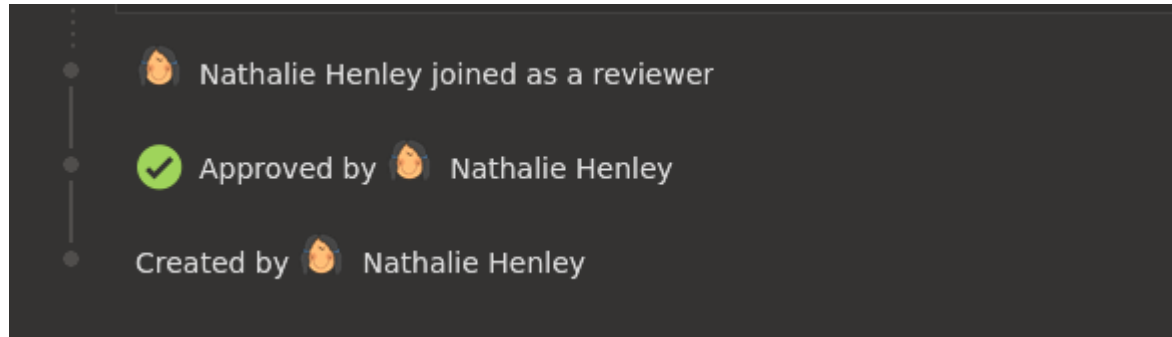 Nathalie Henley joined as a reviewer
Approved by Nathalie Henley
Created by Nathalie Henley